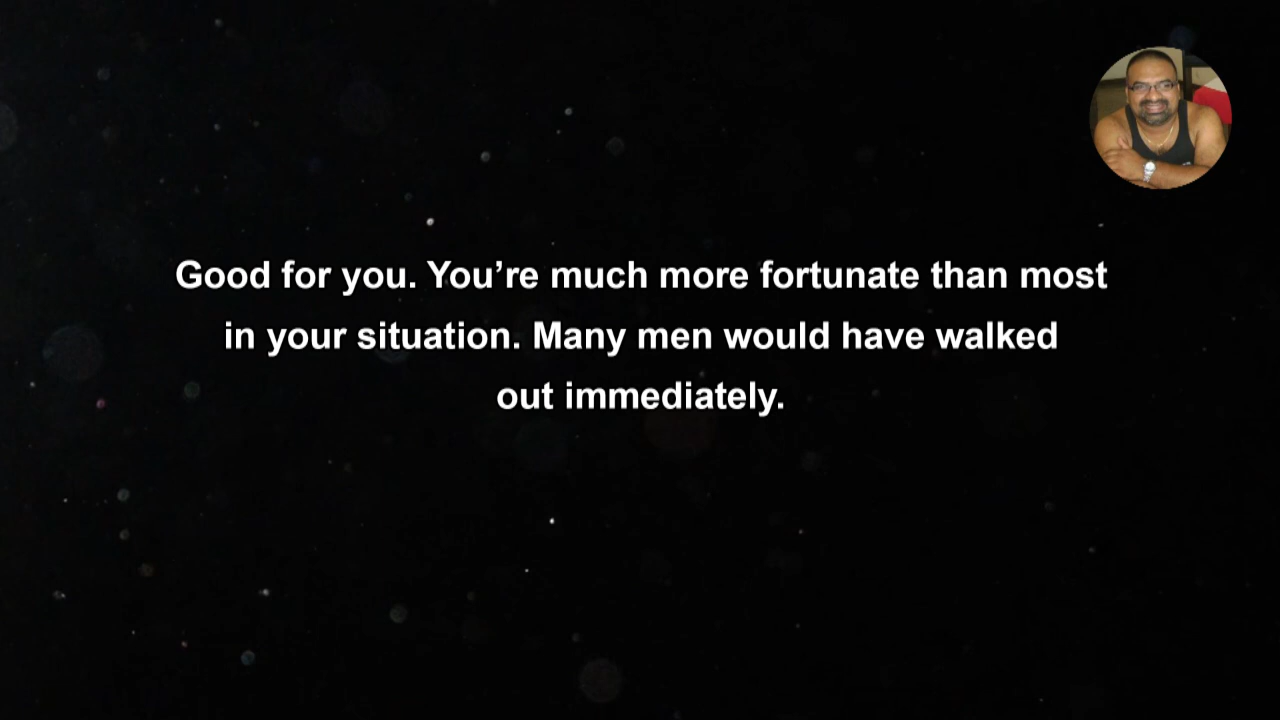 Good for you. You’re much more fortunate than most
in your situation. Many men would have walked
out immediately.